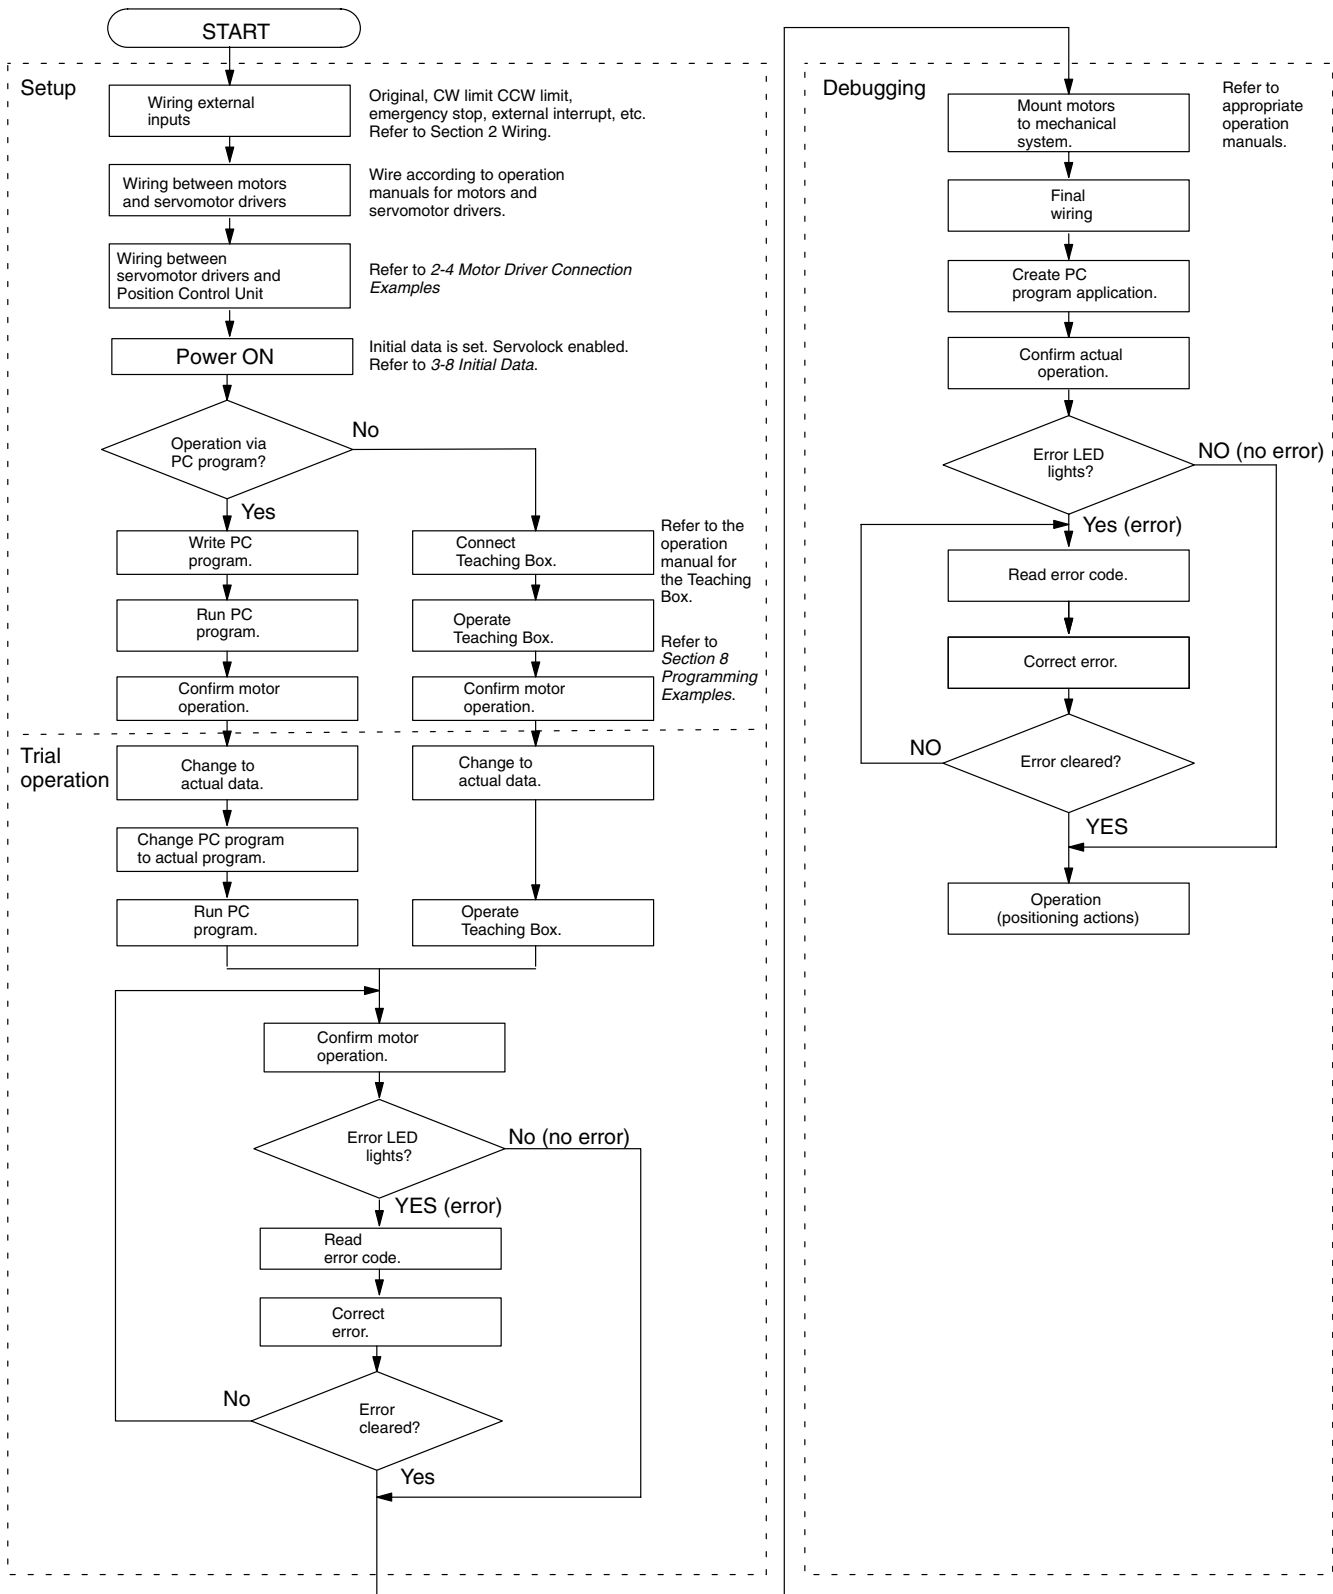 START
Setup
Wiring external
inputs
Original, CW limit CCW limit,
emergency stop, external interrupt, etc.
Refer to Section 2 Wiring.
Wiring between motors
and servomotor drivers
Wire according to operation
manuals for motors and
servomotor drivers.
Wiring between
servomotor drivers and
Position Control Unit
Refer to 2-4 Motor Driver Connection
Examples
Power ON
Initial data is set. Servolock enabled.
Refer to 3-8 Initial Data.
Operation via
PC program?
No
Yes
Write PC
program.
Connect
Teaching Box.
Refer to the
operation
manual for
the Teaching
Box.
Run PC
program.
Operate
Teaching Box.
Refer to
Section 8
Programming
Examples.
Confirm motor
operation.
Confirm motor
operation.
Trial
operation
Change to
actual data.
Change to
actual data.
Change PC program
to actual program.
Run PC
program.
Operate
Teaching Box.
Confirm motor
operation.
Error LED
lights?
No (no error)
YES (error)
Read
error code.
Correct
error.
No
Error
cleared?
Yes
Debugging
Mount motors
to mechanical
system.
Refer to
appropriate
operation
manuals.
Final
wiring
Create PC
program application.
Confirm actual
operation.
Error LED
lights?
NO (no error)
Yes (error)
Read error code.
Correct error.
NO
Error cleared?
YES
Operation
(positioning actions)